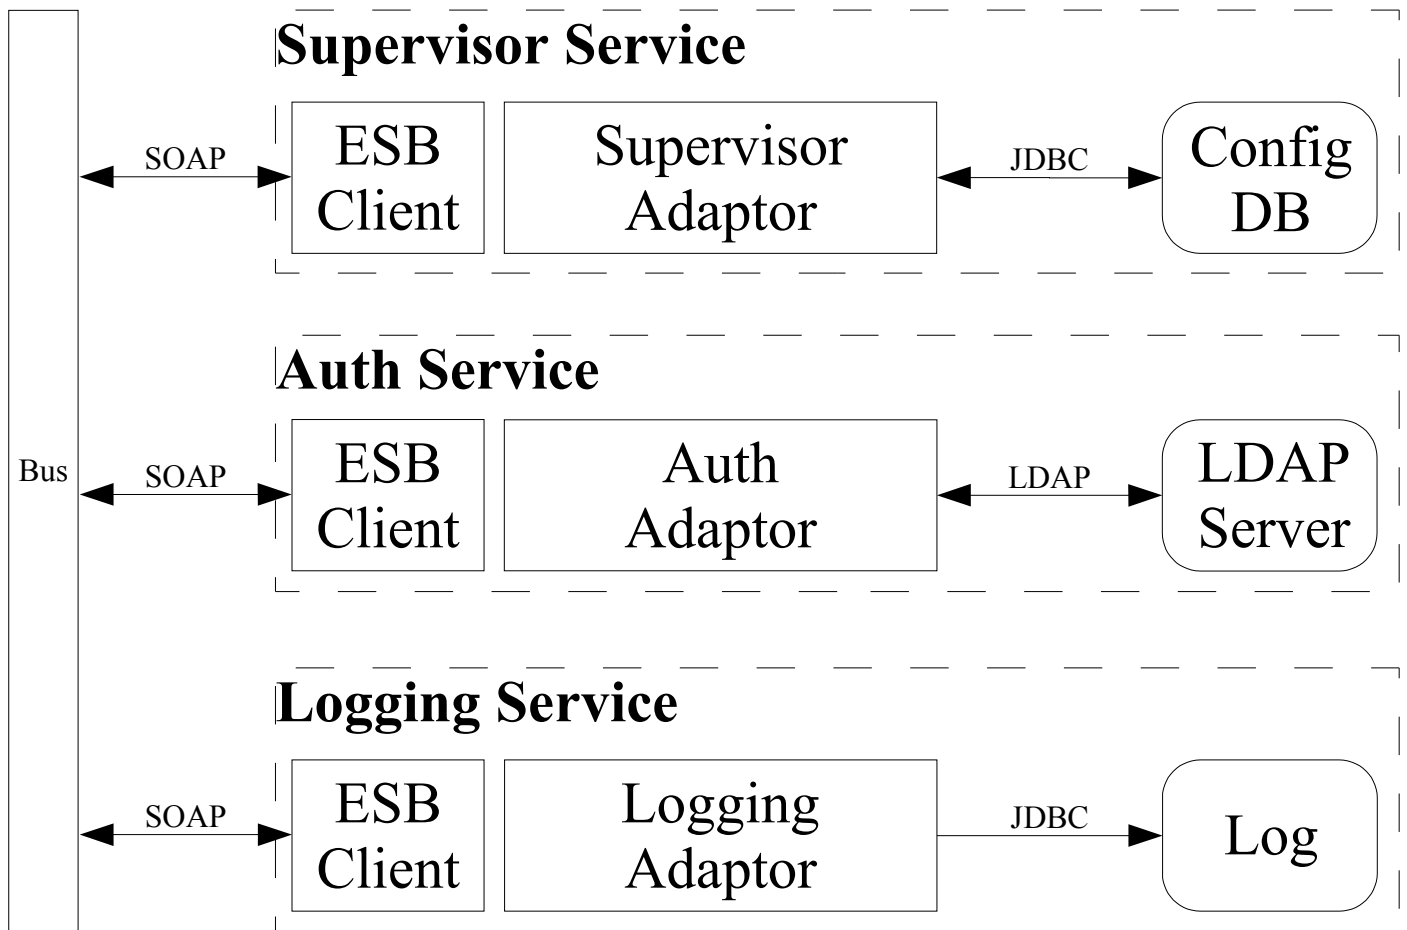 Supervisor Service
SOAP
ESB
Client
Supervisor
Adaptor
JDBC
Config
DB
Auth Service
Bus
SOAP
ESB
Client
Auth
Adaptor
LDAP
LDAP
Server
Logging Service
SOAP
ESB
Client
Logging
Adaptor
JDBC
Log